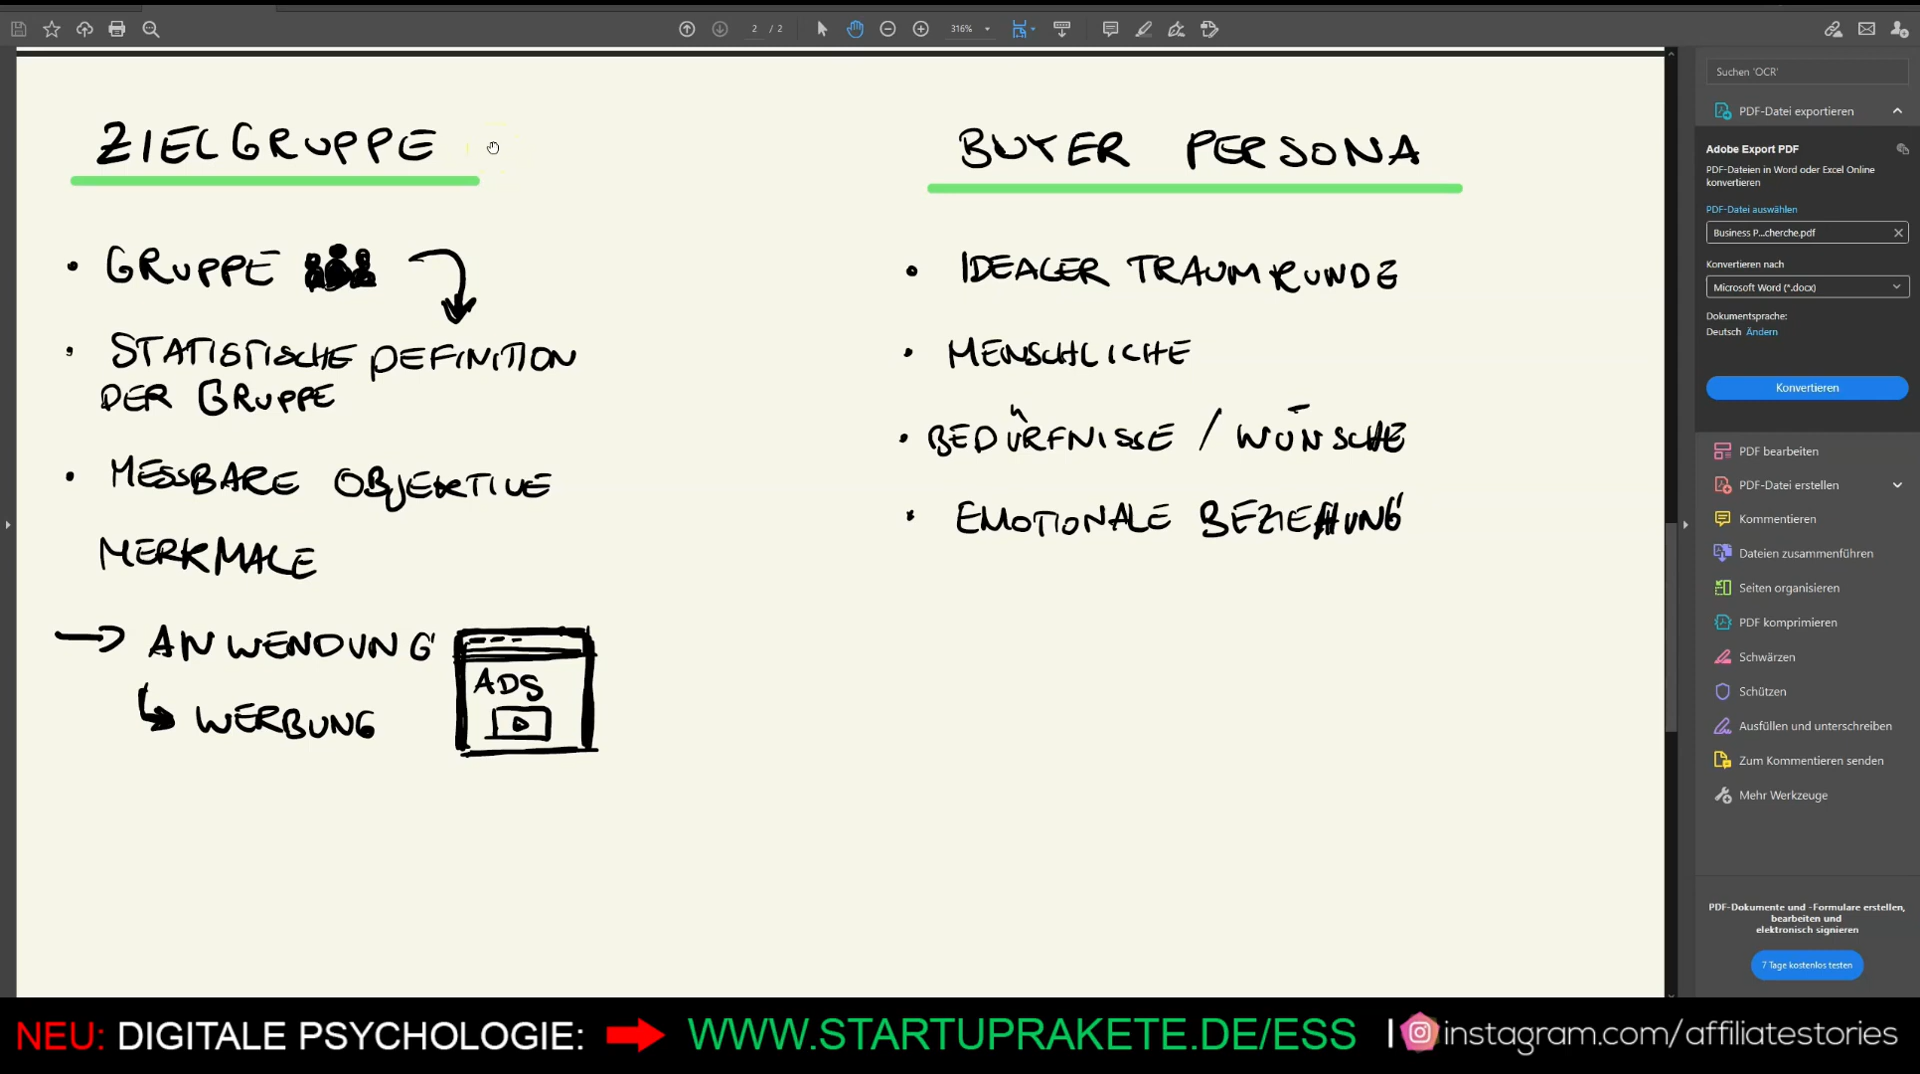 2 / 2
316%
ZIELGRUPPE
• GRUPPE
• STATISTISCHE DEFINITION
DER GRUPPE
• MESSBARE OBJEKTIVE
MERKMALE
→ ANWENDUNG
↳ WERBUNG
ADS
BUYER PERSONA
• IDEALER TRAUMKUNDE
• MENSCHLICHE
• BEDÜRFNISSE / WÜNSCHE
• EMOTIONALE BEZIEHUNG
Suchen 'OCR'
PDF-Datei exportieren
Adobe Export PDF
PDF-Dateien in Word oder Excel Online
konvertieren
PDF-Datei auswählen
Business P...cherche.pdf
Konvertieren nach
Microsoft Word (*.docx)
Dokumentsprache:
Deutsch Ändern
Konvertieren
PDF bearbeiten
PDF-Datei erstellen
Kommentieren
Dateien zusammenführen
Seiten organisieren
PDF komprimieren
Schwärzen
Schützen
Ausfüllen und unterschreiben
Zum Kommentieren senden
Mehr Werkzeuge
PDF-Dokumente und -Formulare erstellen,
bearbeiten und
elektronisch signieren
7 Tage kostenlos testen
NEU: DIGITALE PSYCHOLOGIE: WWW.STARTUPRAKETE.DE/ESS | instagram.com/affiliatestories